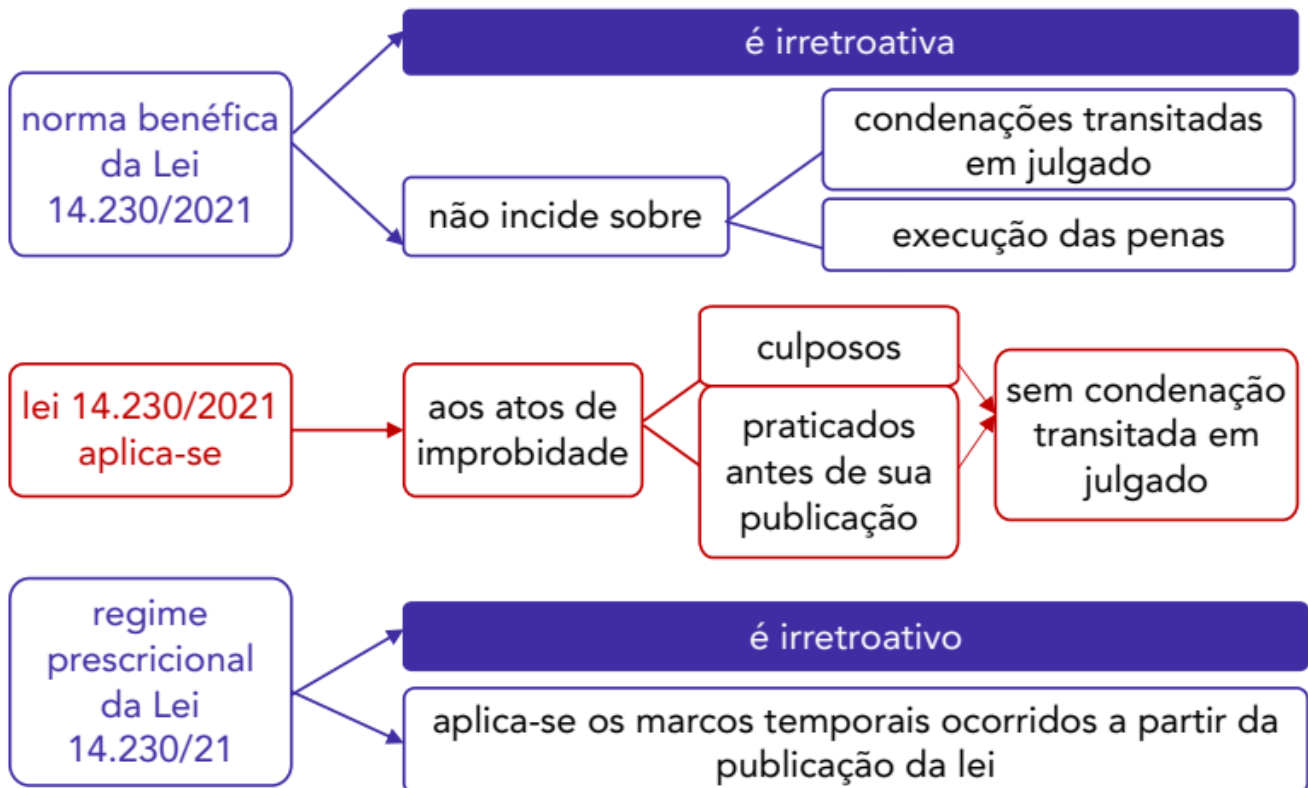 é irretroativa
norma benéfica
da Lei
14.230/2021
não incide sobre
condenações transitadas
em julgado
execução das penas
lei 14.230/2021
aplica-se
aos atos de
improbidade
culposos
praticados
antes de sua
publicação
sem condenação
transitada em
julgado
regime
prescricional
da Lei
14.230/21
é irretroativo
aplica-se os marcos temporais ocorridos a partir da
publicação da lei